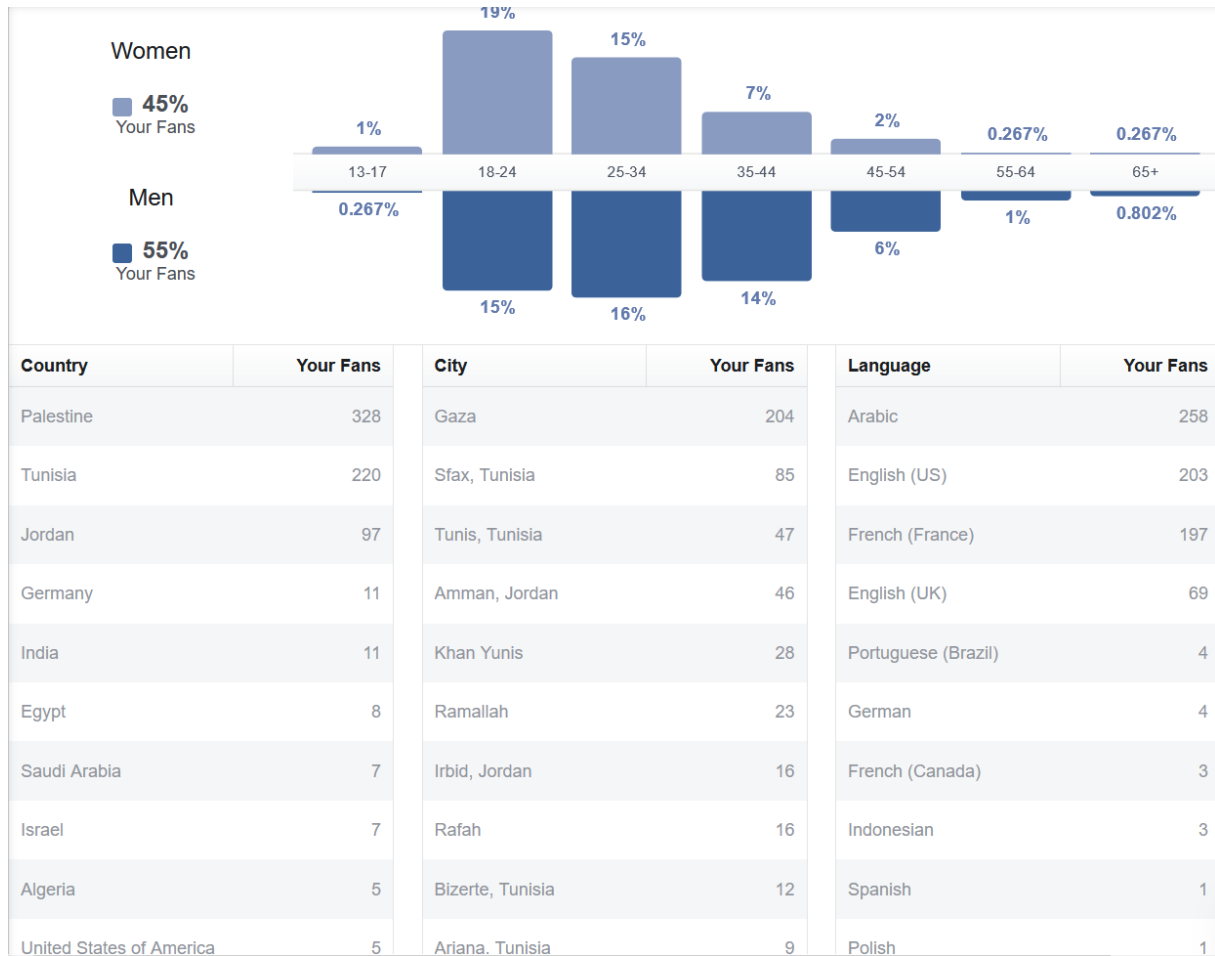 19%
Women
15%
45%
Your Fans
7%
1%
2%
0.267%
0.267%
13-17 18-24 25-34 35-44 45-54 55-64 65+
Men
0.267%
1%
0.802%
55%
Your Fans
6%
15%
16%
14%
Country Your Fans City Your Fans Language Your Fans
Palestine 328 Gaza 204 Arabic 258
Tunisia 220 Sfax, Tunisia 85 English (US) 203
Jordan 97 Tunis, Tunisia 47 French (France) 197
Germany 11 Amman, Jordan 46 English (UK) 69
India 11 Khan Yunis 28 Portuguese (Brazil) 4
Egypt 8 Ramallah 23 German 4
Saudi Arabia 7 Irbid, Jordan 16 French (Canada) 3
Israel 7 Rafah 16 Indonesian 3
Algeria 5 Bizerte, Tunisia 12 Spanish 1
United States of America 5 Ariana, Tunisia 9 Polish 1